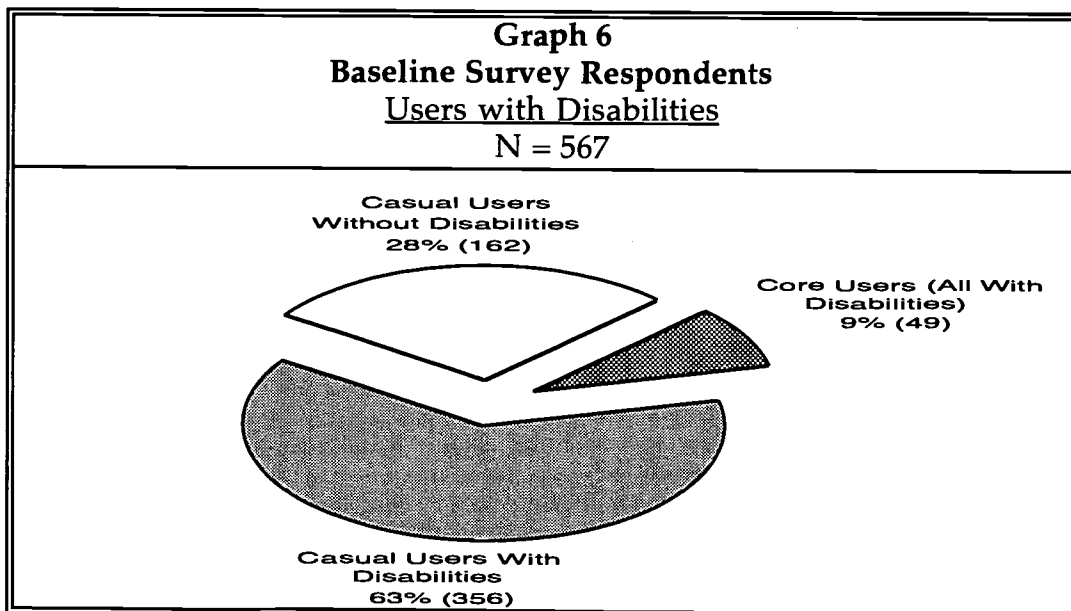 Graph 6
Baseline Survey Respondents
Users with Disabilities
N = 567
Casual Users
Without Disabilities
28% (162)
Core Users (All With
Disabilities)
9% (49)
Casual Users With
Disabilities
63% (356)